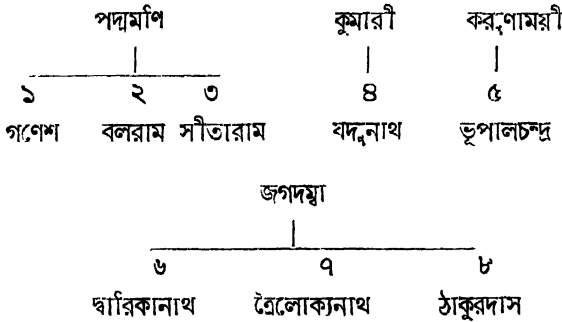 পদ্মমণি কুমারী করুণাময়ী
১ ২ ৩ ৪ ৫
গণেশ বলরাম সীতারাম যদুনাথ ভূপালচন্দ্র
জগদম্বা
৬ ৭ ৮
দ্বারিকানাথ ত্রৈলোক্যনাথ ঠাকুরদাস